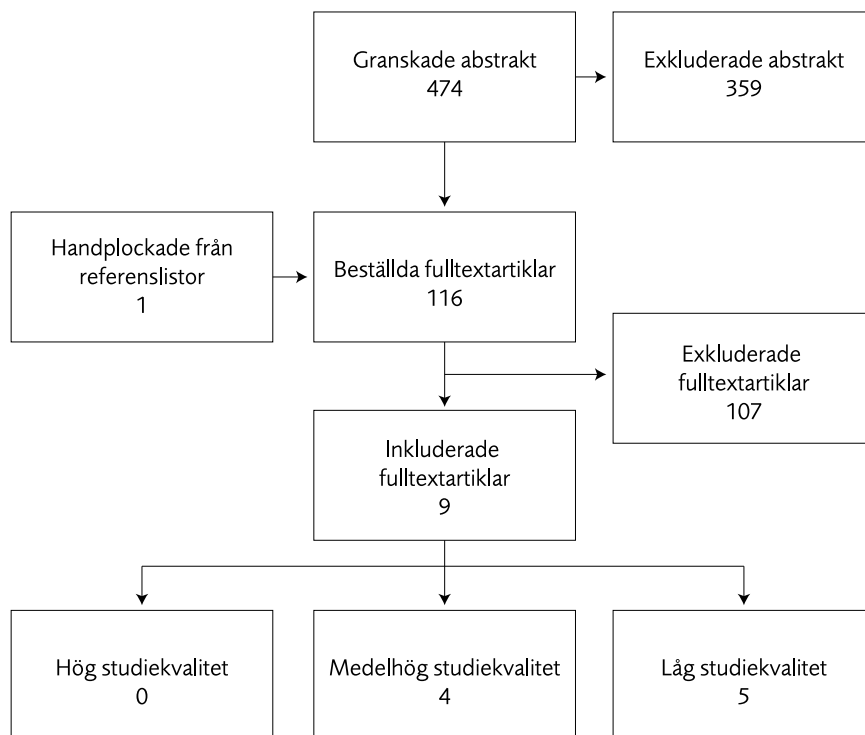 Granskade abstrakt
474
Exkluderade abstrakt
359
Handplockade från
referenslistor
1
Beställda fulltextartiklar
116
Exkluderade
fulltextartiklar
107
Inkluderade
fulltextartiklar
9
Hög studiekvalitet
0
Medelhög studiekvalitet
4
Låg studiekvalitet
5